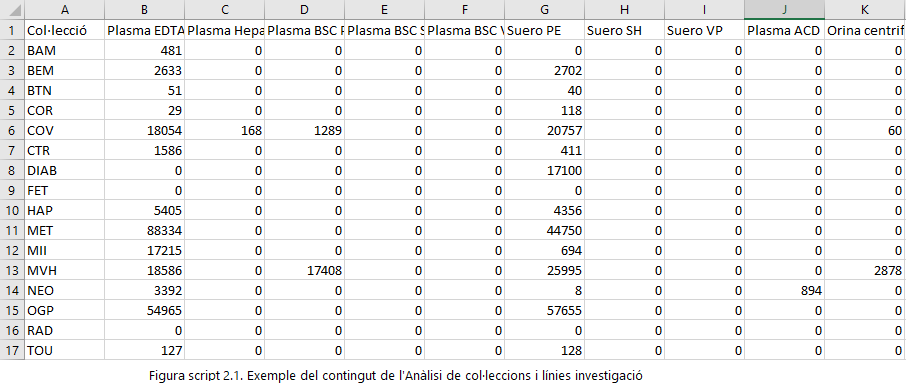 A B C D E F G H I J K
1 Col·lecció Plasma EDTA Plasma Hepa Plasma BSC P Plasma BSC S Plasma BSC V Suero PE Suero SH Suero VP Plasma ACD Orina centrif
2 BAM 481 0 0 0 0 0 0 0 0 0
3 BEM 2633 0 0 0 0 2702 0 0 0 0
4 BTN 51 0 0 0 0 40 0 0 0 0
5 COR 29 0 0 0 0 118 0 0 0 0
6 COV 18054 168 1289 0 0 20757 0 0 0 60
7 CTR 1586 0 0 0 0 411 0 0 0 0
8 DIAB 0 0 0 0 0 17100 0 0 0 0
9 FET 0 0 0 0 0 0 0 0 0 0
10 HAP 5405 0 0 0 0 4356 0 0 0 0
11 MET 88334 0 0 0 0 44750 0 0 0 0
12 MII 17215 0 0 0 0 694 0 0 0 0
13 MVH 18586 0 17408 0 0 25995 0 0 0 2878
14 NEO 3392 0 0 0 0 8 0 0 894 0
15 OGP 54965 0 0 0 0 57655 0 0 0 0
16 RAD 0 0 0 0 0 0 0 0 0 0
17 TOU 127 0 0 0 0 128 0 0 0 0
Figura script 2.1. Exemple del contingut de l'Anàlisi de col·leccions i línies investigació